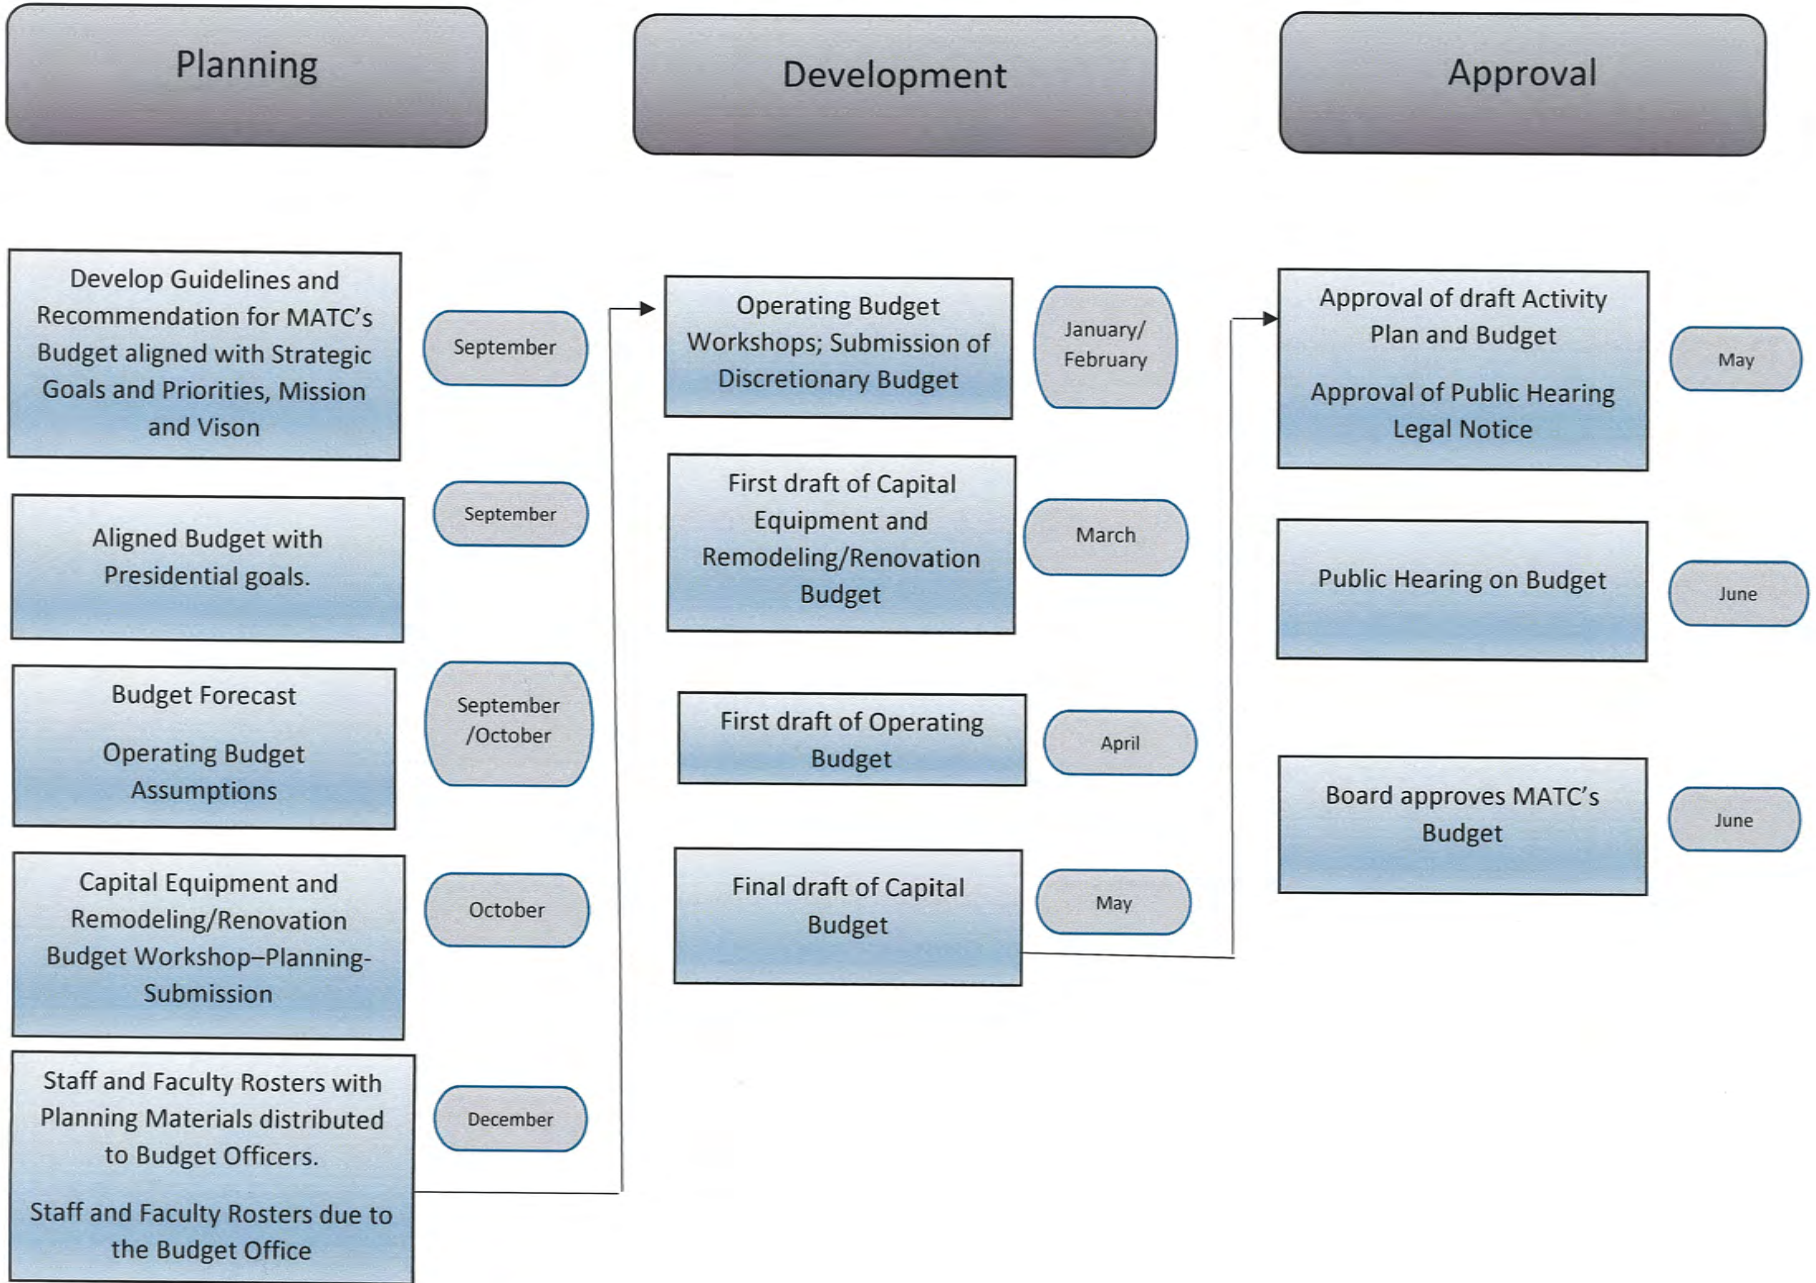 Planning
Develop Guidelines and
Recommendation for MATC's
Budget aligned with Strategic
Goals and Priorities, Mission
and Vison
September
Aligned Budget with
Presidential goals.
September
Budget Forecast
Operating Budget
Assumptions
September
/October
Capital Equipment and
Remodeling/Renovation
Budget Workshop–Planning-
Submission
October
Staff and Faculty Rosters with
Planning Materials distributed
to Budget Officers.
Staff and Faculty Rosters due to
the Budget Office
December
Development
Operating Budget
Workshops; Submission of
Discretionary Budget
January/
February
First draft of Capital
Equipment and
Remodeling/Renovation
Budget
March
First draft of Operating
Budget
April
Final draft of Capital
Budget
May
Approval
Approval of draft Activity
Plan and Budget
Approval of Public Hearing
Legal Notice
May
Public Hearing on Budget
June
Board approves MATC's
Budget
June